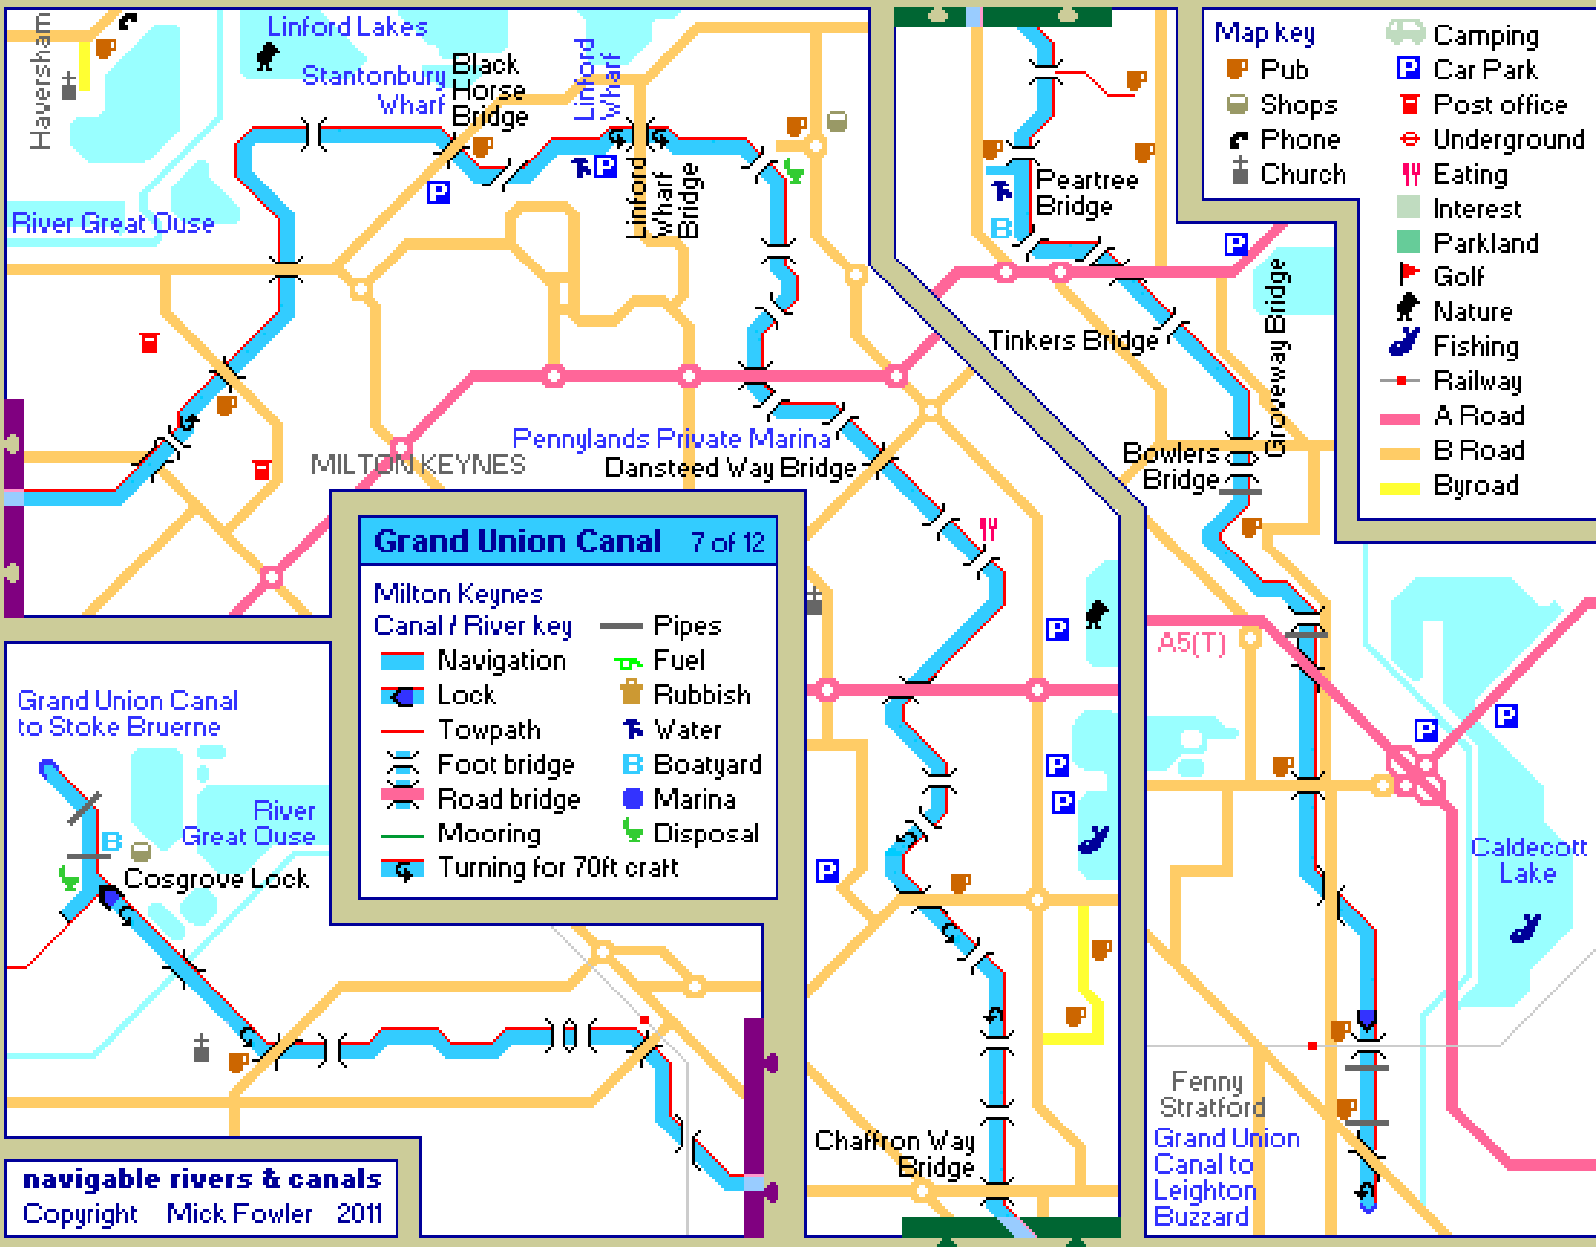 Haversham
Linford Lakes
Stantonbury
Wharf
Black
Horse
Bridge
Linford
Wharf
River Great Ouse
Linford
Wharf
Bridge
MILTON KEYNES
Pennylands Private Marina
Dansteed Way Bridge
Peartree
Bridge
Tinkers Bridge
Groveway Bridge
Bowlers
Bridge
Map key
Pub
Shops
Phone
Church
Camping
P Car Park
Post office
Underground
Eating
Interest
Parkland
Golf
Nature
Fishing
Railway
A Road
B Road
Byroad
Grand Union Canal 7 of 12
Milton Keynes
Canal / River key
Navigation
Lock
Towpath
Foot bridge
Road bridge
Mooring
Turning for 70ft craft
Pipes
Fuel
Rubbish
Water
B Boatyard
Marina
Disposal
Grand Union Canal
to Stoke Bruerne
River
Great Ouse
B
Cosgrove Lock
P
P
B
P
P
P
P
P
Chaffron Way
Bridge
A5(T)
P
P
Caldecott
Lake
Fenny
Stratford
Grand Union
Canal to
Leighton
Buzzard
navigable rivers & canals
Copyright Mick Fowler 2011